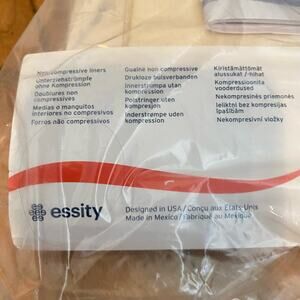 Noncompressive liners
Unterziehstrümpfe
ohne Kompression
Doublures non
compressives
Medias o manguitos
interiores no compresivos
Forros não compressivos
Guaine non compressive
Drukloze buisverbanden
Innerstrumpa utan
kompression
Polstringer uten
kompresjon
Inderstrømpe uden
kompression
Kiristämättömät
alussukat / -hihat
Kompressioonita
vooderdused
Nekompresinės priemonės
Ieliktņi bez kompresijas
īpašībām
Nekompresivní vložky
essity
Designed in USA/Conçu aux États-Unis
Made in Mexico/Fabriqué au Mexique